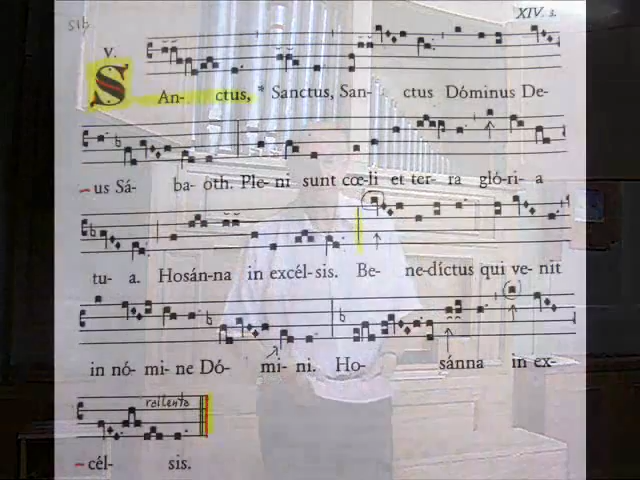 sib XIV. 3.
V.
SAn- ctus, * Sanctus, San- ctus Dóminus De-
us Sá- ba- oth. Ple- ni sunt cœ-li et ter- ra gló-ri- a
tu- a. Hosán-na in excél-sis. Be- ne-díctus qui ve- nit
in nó- mi- ne Dó- mi- ni. Ho- sánna in ex-
rallento
cél- sis.